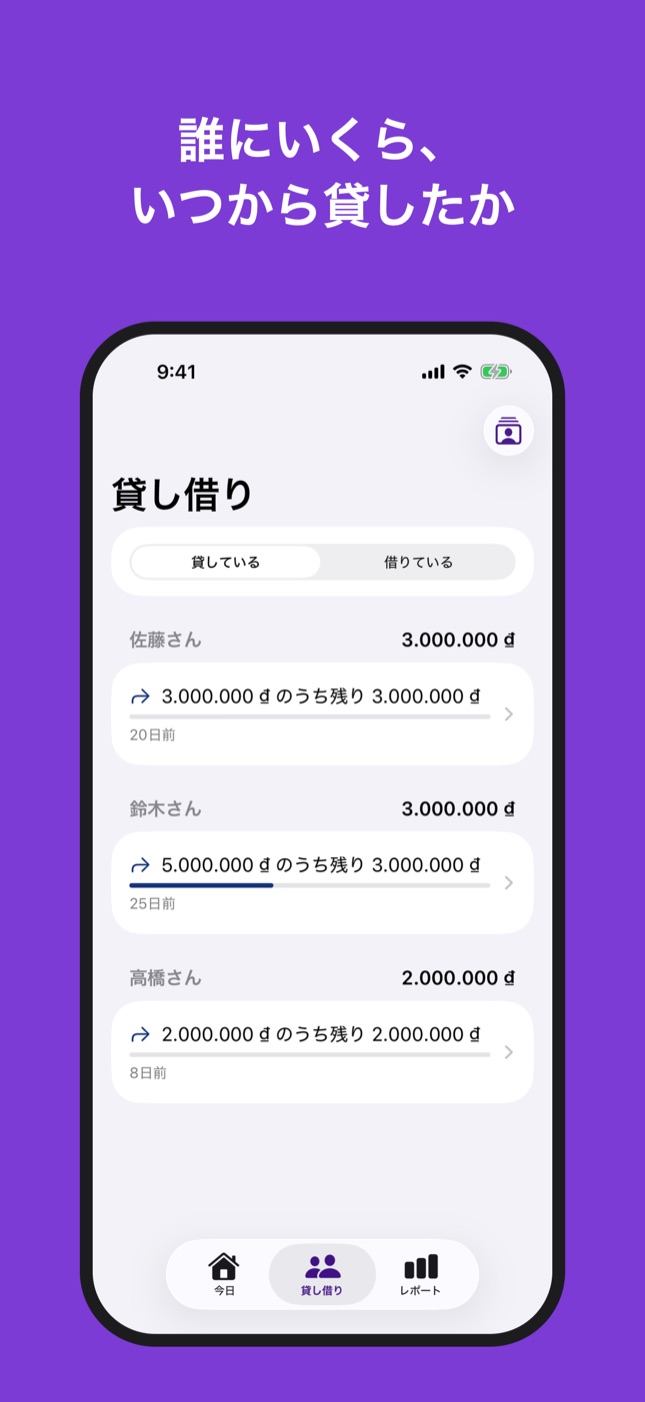 誰にいくら、
いつから貸したか
9:41
貸し借り
貸している 借りている
佐藤さん 3.000.000 ₫
3.000.000 ₫ のうち残り 3.000.000 ₫
20日前
鈴木さん 3.000.000 ₫
5.000.000 ₫ のうち残り 3.000.000 ₫
25日前
高橋さん 2.000.000 ₫
2.000.000 ₫ のうち残り 2.000.000 ₫
8日前
今日 貸し借り レポート